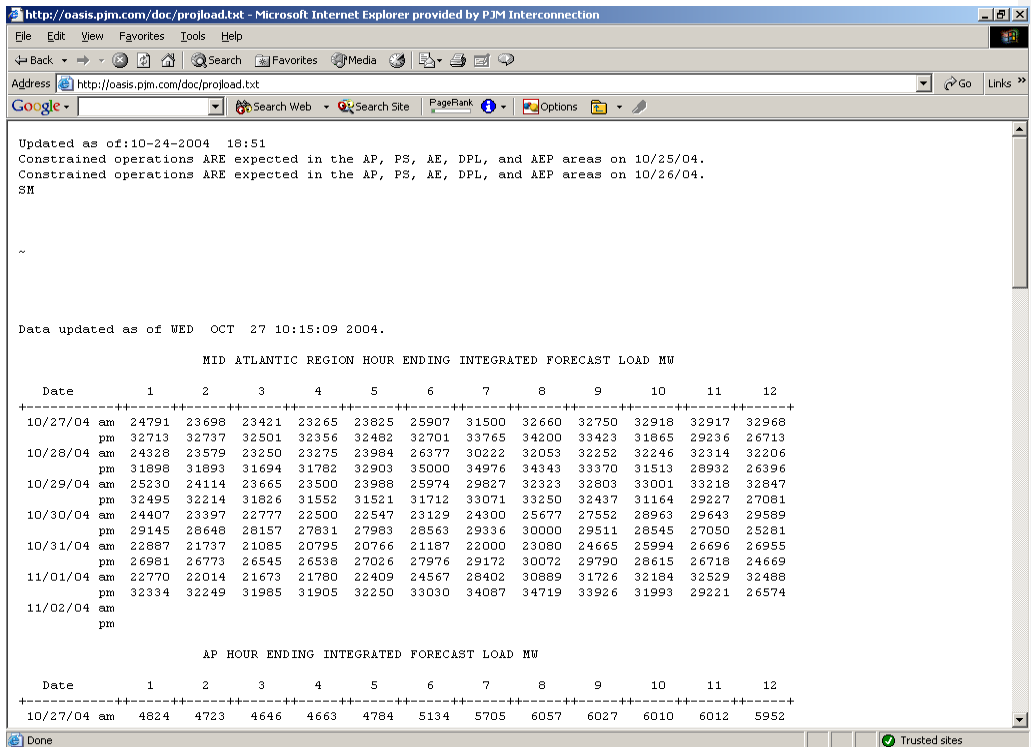 http://oasis.pjm.com/doc/projload.txt - Microsoft Internet Explorer provided by PJM Interconnection
File Edit View Favorites Tools Help
Back Search Favorites Media
Address http://oasis.pjm.com/doc/projload.txt Go Links »
Google Search Web Search Site PageRank Options
Updated as of:10-24-2004 18:51
Constrained operations ARE expected in the AP, PS, AE, DPL, and AEP areas on 10/25/04.
Constrained operations ARE expected in the AP, PS, AE, DPL, and AEP areas on 10/26/04.
SM
~
Data updated as of WED OCT 27 10:15:09 2004.
MID ATLANTIC REGION HOUR ENDING INTEGRATED FORECAST LOAD MW
Date 1 2 3 4 5 6 7 8 9 10 11 12
+-----------++-----++-----++-----++-----++-----++-----++-----++-----++-----++-----++-----++-----+
10/27/04 am 24791 23698 23421 23265 23825 25907 31500 32660 32750 32918 32917 32968
pm 32713 32737 32501 32356 32482 32701 33765 34200 33423 31865 29236 26713
10/28/04 am 24328 23579 23250 23275 23984 26377 30222 32053 32252 32246 32314 32206
pm 31898 31893 31694 31782 32903 35000 34976 34343 33370 31513 28932 26396
10/29/04 am 25230 24114 23665 23500 23988 25974 29827 32323 32803 33001 33218 32847
pm 32495 32214 31826 31552 31521 31712 33071 33250 32437 31164 29227 27081
10/30/04 am 24407 23397 22777 22500 22547 23129 24300 25677 27552 28963 29643 29589
pm 29145 28648 28157 27831 27983 28563 29336 30000 29511 28545 27050 25281
10/31/04 am 22887 21737 21085 20795 20766 21187 22000 23080 24665 25994 26696 26955
pm 26981 26773 26545 26538 27026 27976 29172 30072 29790 28615 26718 24669
11/01/04 am 22770 22014 21673 21780 22409 24567 28402 30889 31726 32184 32529 32488
pm 32334 32249 31985 31905 32250 33030 34087 34719 33926 31993 29221 26574
11/02/04 am
pm
AP HOUR ENDING INTEGRATED FORECAST LOAD MW
Date 1 2 3 4 5 6 7 8 9 10 11 12
+-----------++-----++-----++-----++-----++-----++-----++-----++-----++-----++-----++-----++-----+
10/27/04 am 4824 4723 4646 4663 4784 5134 5705 6057 6027 6010 6012 5952
Done Trusted sites